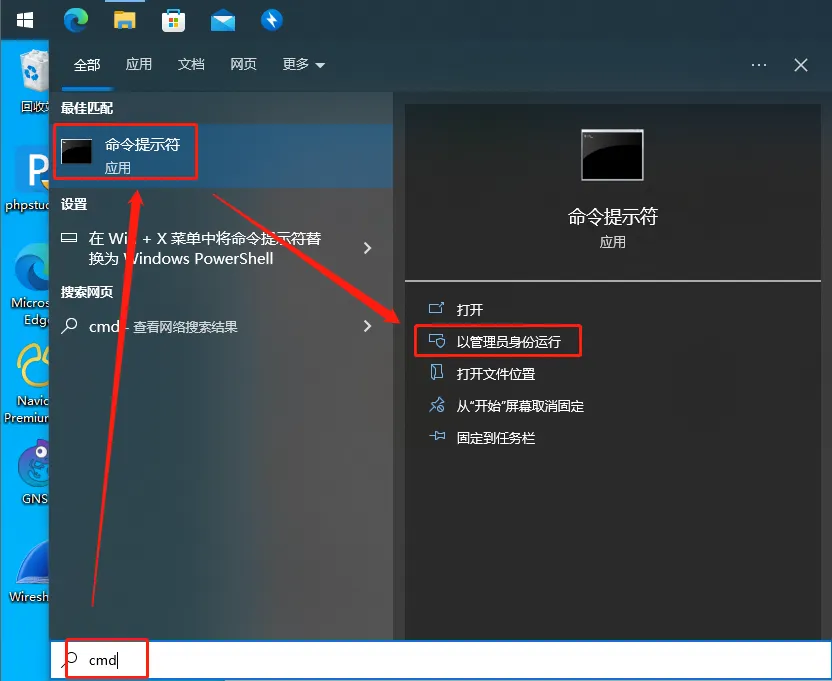 全部
应用
文档
网页
更多
最佳匹配
命令提示符
应用
设置
在 Win + X 菜单中将命令提示符替
换为 Windows PowerShell
搜索网页
cmd - 查看网络搜索结果
命令提示符
应用
打开
以管理员身份运行
打开文件位置
从“开始”屏幕取消固定
固定到任务栏
回收
phpstud
Micros
Edge
Navic
Premium
GNS
Wiresh
cmd